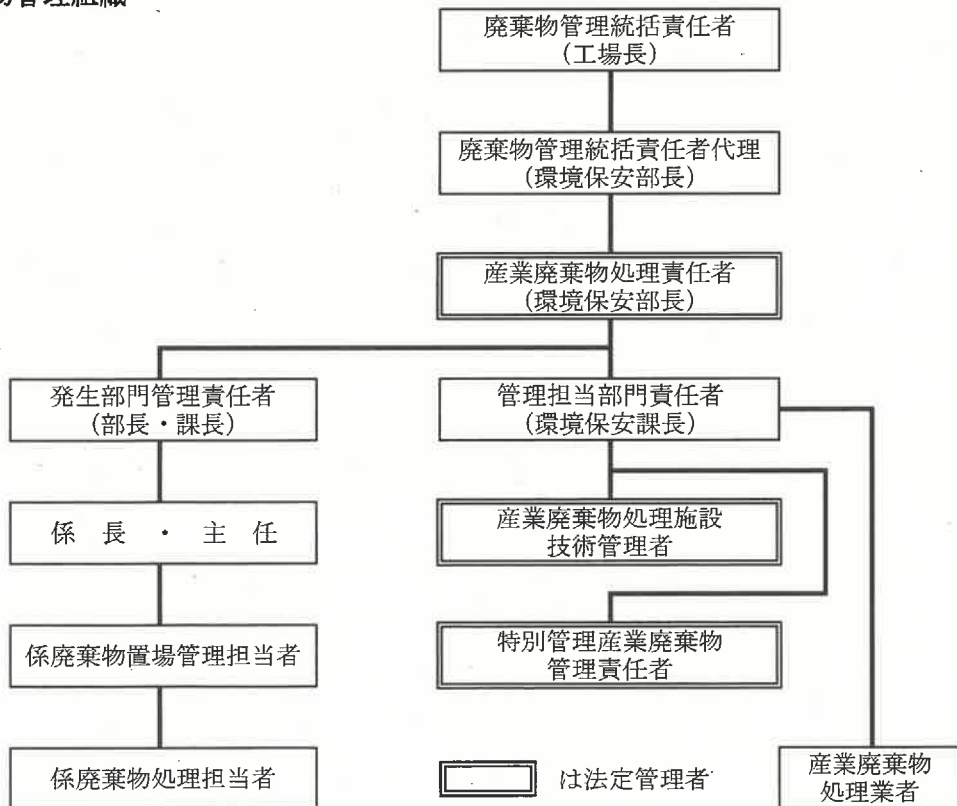 物管理組織
廃棄物管理統括責任者
(工場長)
廃棄物管理統括責任者代理
(環境保安部長)
産業廃棄物処理責任者
(環境保安部長)
発生部門管理責任者
(部長・課長)
管理担当部門責任者
(環境保安課長)
係長・主任
産業廃棄物処理施設
技術管理者
係廃棄物置場管理担当者
特別管理産業廃棄物
管理責任者
係廃棄物処理担当者
は法定管理者
産業廃棄物
処理業者